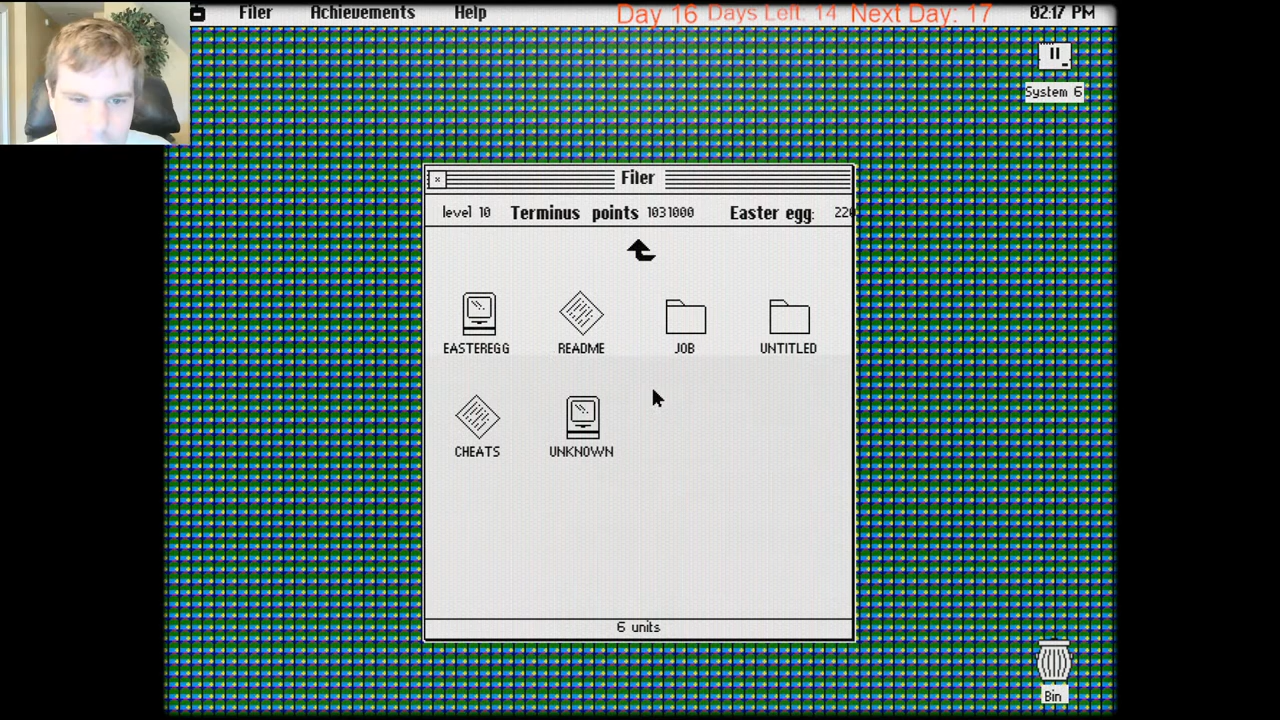 Filer Achievements Help Day 16 Days Left: 14 Next Day: 17 02:17 PM
System 6
Filer
level 10 Terminus points 1031000 Easter egg: 220
EASTEREGG README JOB UNTITLED
CHEATS UNKNOWN
6 units
Bin